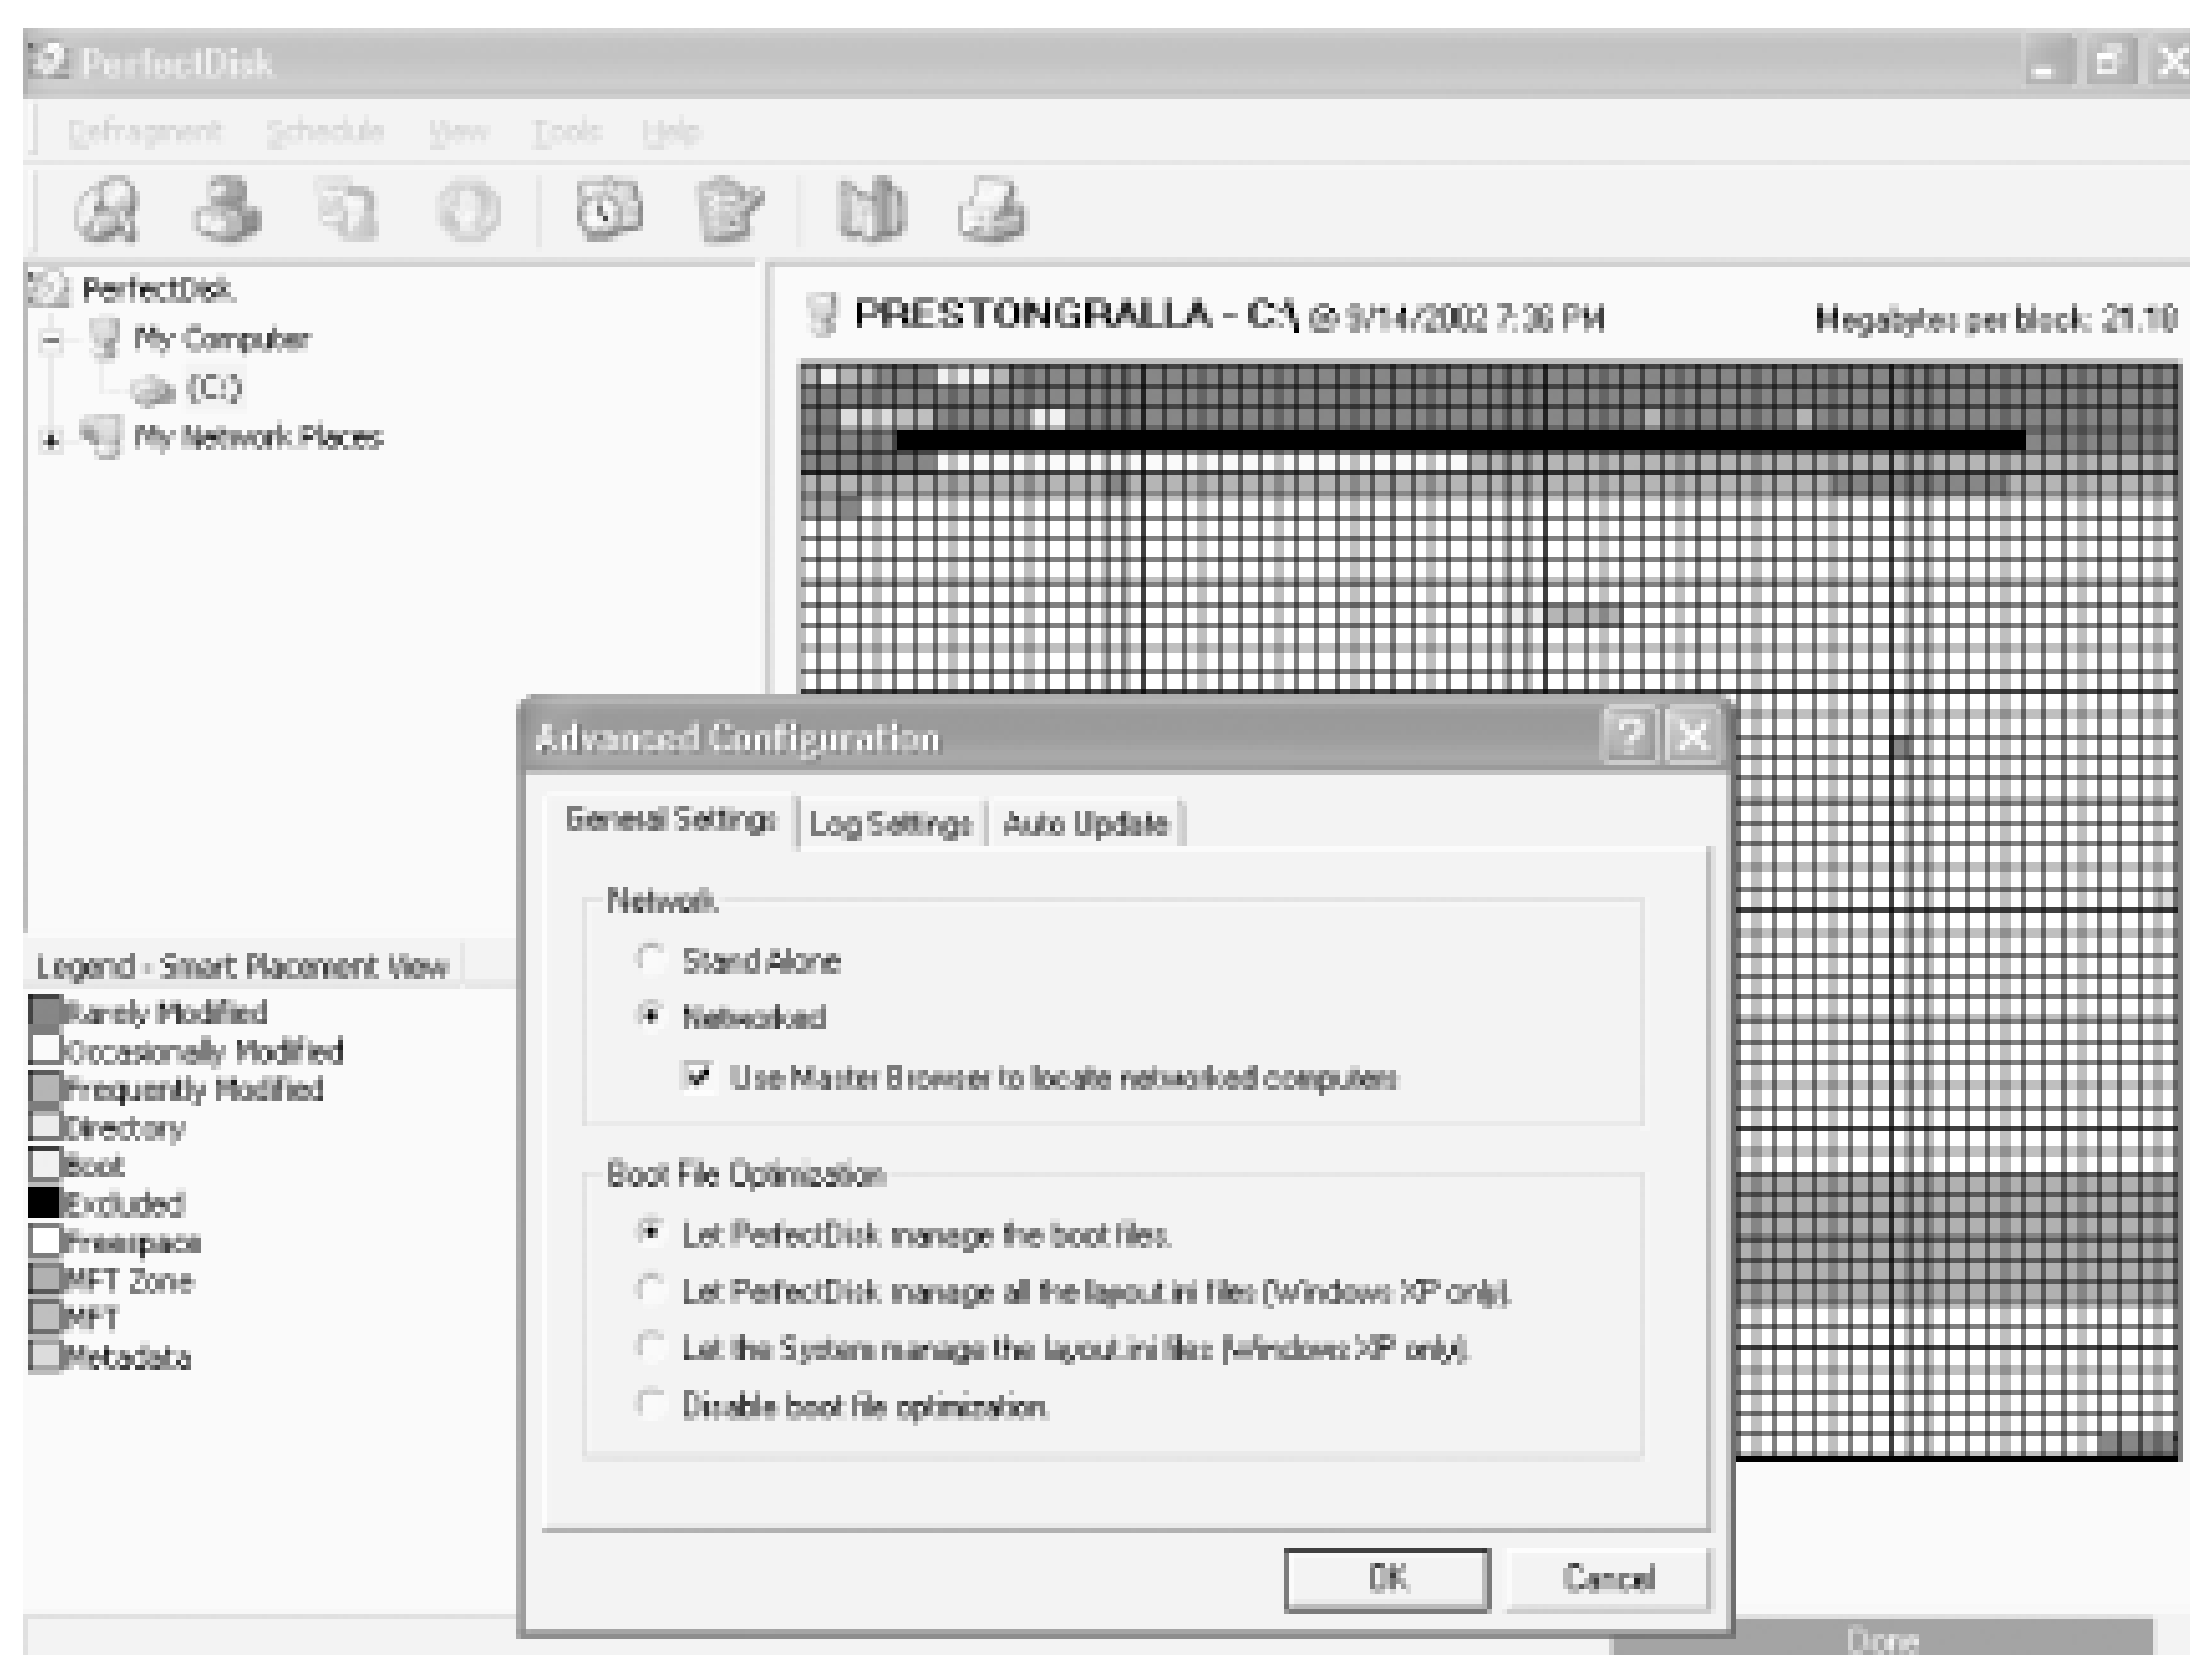 PerfectDisk
Defragment Schedule View Tools Help
PerfectDisk
My Computer
(C:)
My Network Places
PRESTONGRALLA - C:\ @ 9/14/2002 7:36 PM
Megabytes per block: 21.10
Advanced Configuration
General Settings
Log Settings
Auto Update
Network
Stand Alone
Networked
Use Master Browser to locate networked computers
Boot File Optimization
Let PerfectDisk manage the boot files.
Let PerfectDisk manage all the layout.ini files (Windows XP only).
Let the System manage the layout.ini files (Windows XP only).
Disable boot file optimization.
OK
Cancel
Legend - Smart Placement View
Rarely Modified
Occasionally Modified
Frequently Modified
Directory
Boot
Excluded
Freespace
MFT Zone
MFT
Metadata
Done